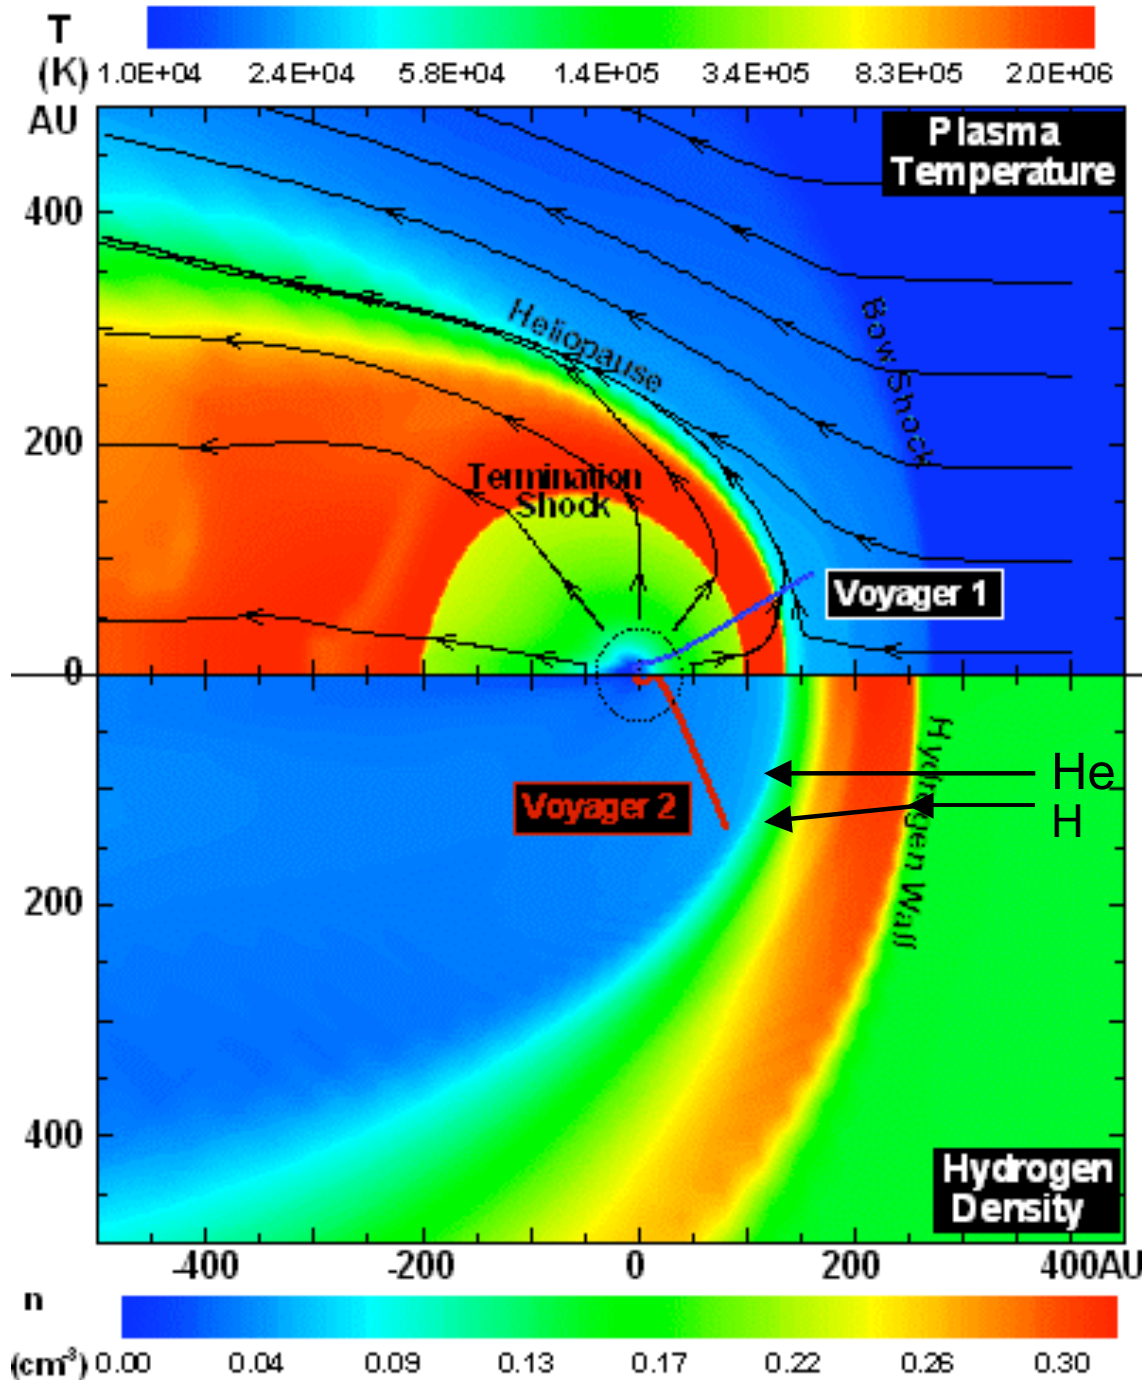 T
(K) 1.0E+04 2.4E+04 5.8E+04 1.4E+05 3.4E+05 8.3E+05 2.0E+06
AU
Plasma
Temperature
400
Heliopause
Bow Shock
200
Termination
Shock
Voyager 1
0
Hydrogen Wall
He
Voyager 2
H
200
400
Hydrogen
Density
-400 -200 0 200 400AU
n
(cm⁻³) 0.00 0.04 0.09 0.13 0.17 0.22 0.26 0.30